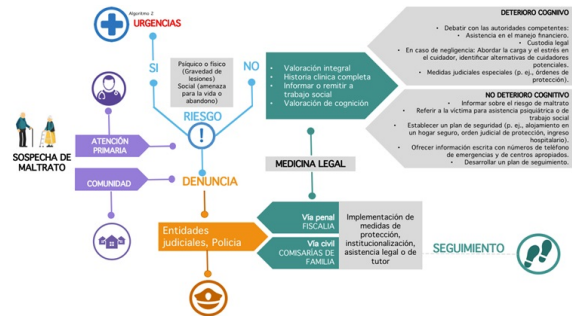 Algoritmo 2
URGENCIAS
SI
Psiquico o físico
(Gravedad de
lesiones)
Social (amenaza
para la vida o
abandono)
NO
RIESGO
!
SOSPECHA DE
MALTRATO
ATENCIÓN
PRIMARIA
COMUNIDAD
DENUNCIA
Entidades
judiciales, Policia
• Valoración integral
• Historia clinica completa
• Informar o remitir a
trabajo social
• Valoración de cognición
MEDICINA LEGAL
Vía penal
FISCALIA
Vía civil
COMISARÍAS DE
FAMILIA
Implementación de
medidas de
protección,
institucionalización,
asistencia legal o de
tutor
SEGUIMIENTO
DETERIORO COGNIIVO
• Debatir con las autoridades competentes:
• Asistencia en el manejo financiero.
• Custodia legal
• En caso de negligencia: Abordar la carga y el estrés en
el cuidador, identificar alternativas de cuidadores
potenciales.
• Medidas judiciales especiales (p. ej., órdenes de
protección).
NO DETERIORO COGNITIVO
• Informar sobre el riesgo de maltrato
• Referir a la víctima para asistencia psiquiátrica o de
trabajo social
• Establecer un plan de seguridad (p. ej., alojamiento en
un hogar seguro, orden judicial de protección, ingreso
hospitalario).
• Ofrecer información escrita con números de teléfono
de emergencias y de centros apropiados.
• Desarrollar un plan de seguimiento.